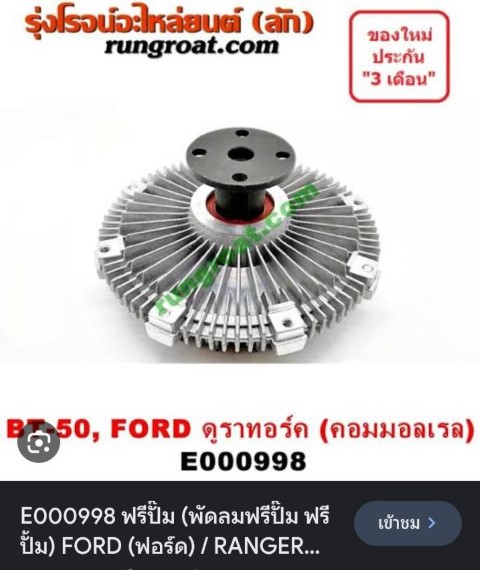 รุ่งโรจน์อะไหล่ยนต์ (ลัก)
rungroat.com
ของใหม่
ประกัน
"3 เดือน"
rungroat.com
BT-50, FORD ดูราทอร์ค (คอมมอลเรล)
E000998
E000998 ฟรีปั๊ม (พัดลมฟรีปั๊ม ฟรี
ปั้ม) FORD (ฟอร์ด) / RANGER...
เข้าชม >